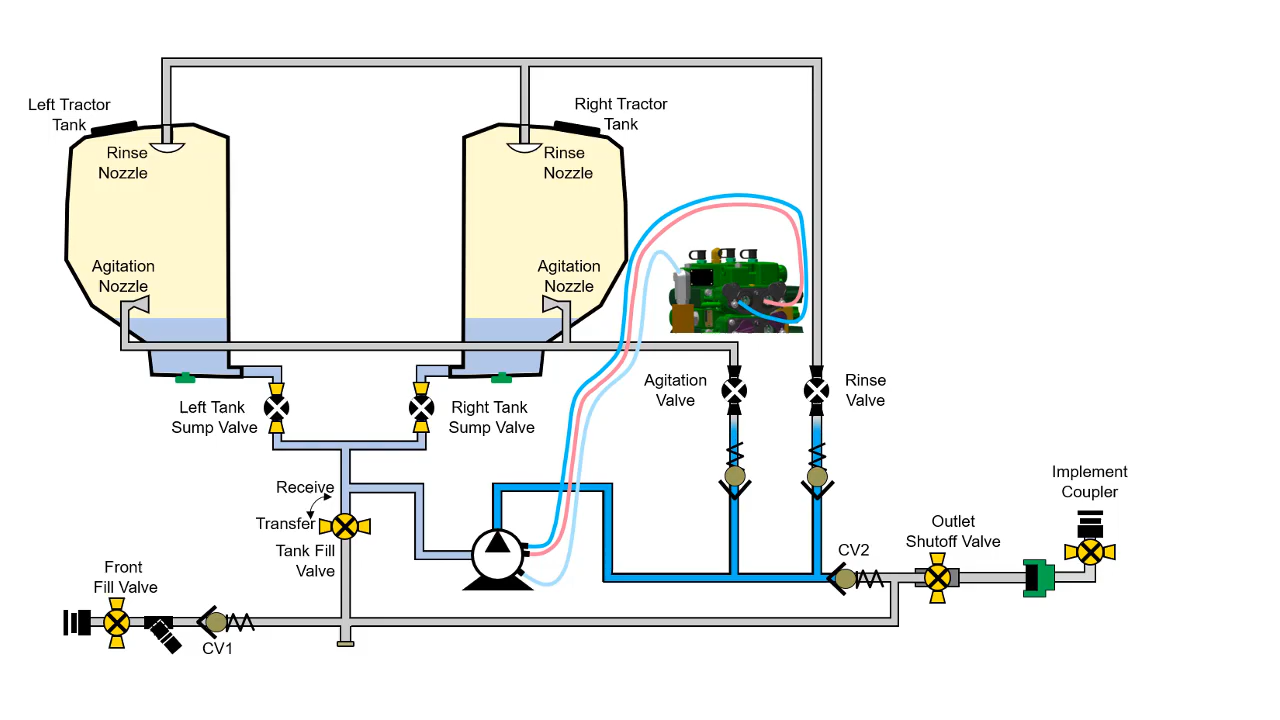 Left Tractor
Tank
Right Tractor
Tank
Rinse
Nozzle
Rinse
Nozzle
Agitation
Nozzle
Agitation
Nozzle
Left Tank
Sump Valve
Right Tank
Sump Valve
Agitation
Valve
Rinse
Valve
Receive
Transfer
Tank Fill
Valve
Implement
Coupler
Outlet
Shutoff Valve
CV2
Front
Fill Valve
CV1